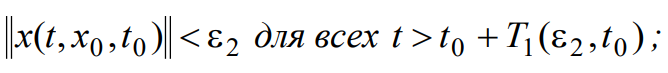 ‖x(t, x₀, t₀)‖ < ε₂ для всех t > t₀ + T₁(ε₂, t₀) ;